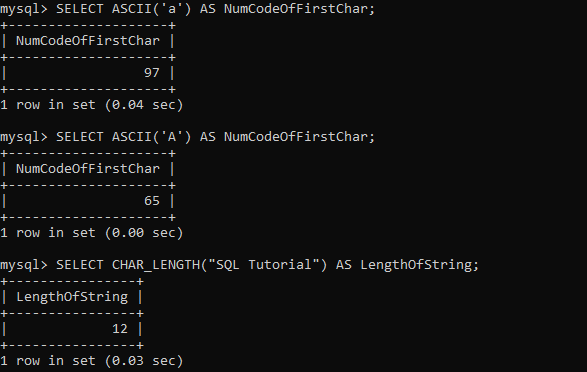 mysql> SELECT ASCII('a') AS NumCodeOfFirstChar;
+--------------------+
| NumCodeOfFirstChar |
+--------------------+
|                 97 |
+--------------------+
1 row in set (0.04 sec)

mysql> SELECT ASCII('A') AS NumCodeOfFirstChar;
+--------------------+
| NumCodeOfFirstChar |
+--------------------+
|                 65 |
+--------------------+
1 row in set (0.00 sec)

mysql> SELECT CHAR_LENGTH("SQL Tutorial") AS LengthOfString;
+----------------+
| LengthOfString |
+----------------+
|             12 |
+----------------+
1 row in set (0.03 sec)